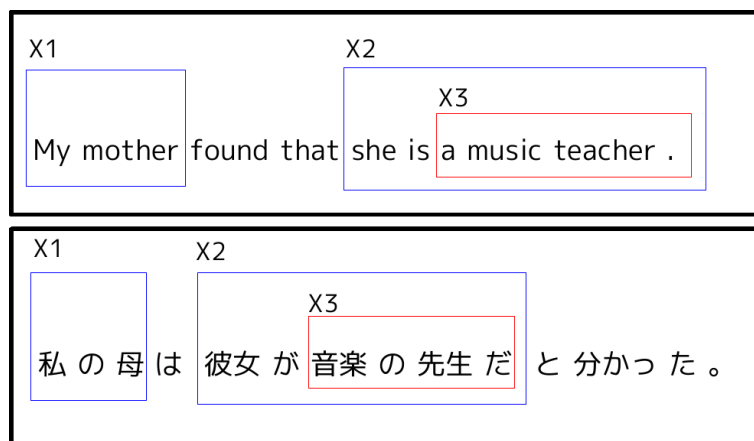 X1 X2
X3
My mother found that she is a music teacher .
X1 X2
X3
私 の 母 は 彼女 が 音楽 の 先生 だ と 分かっ た 。